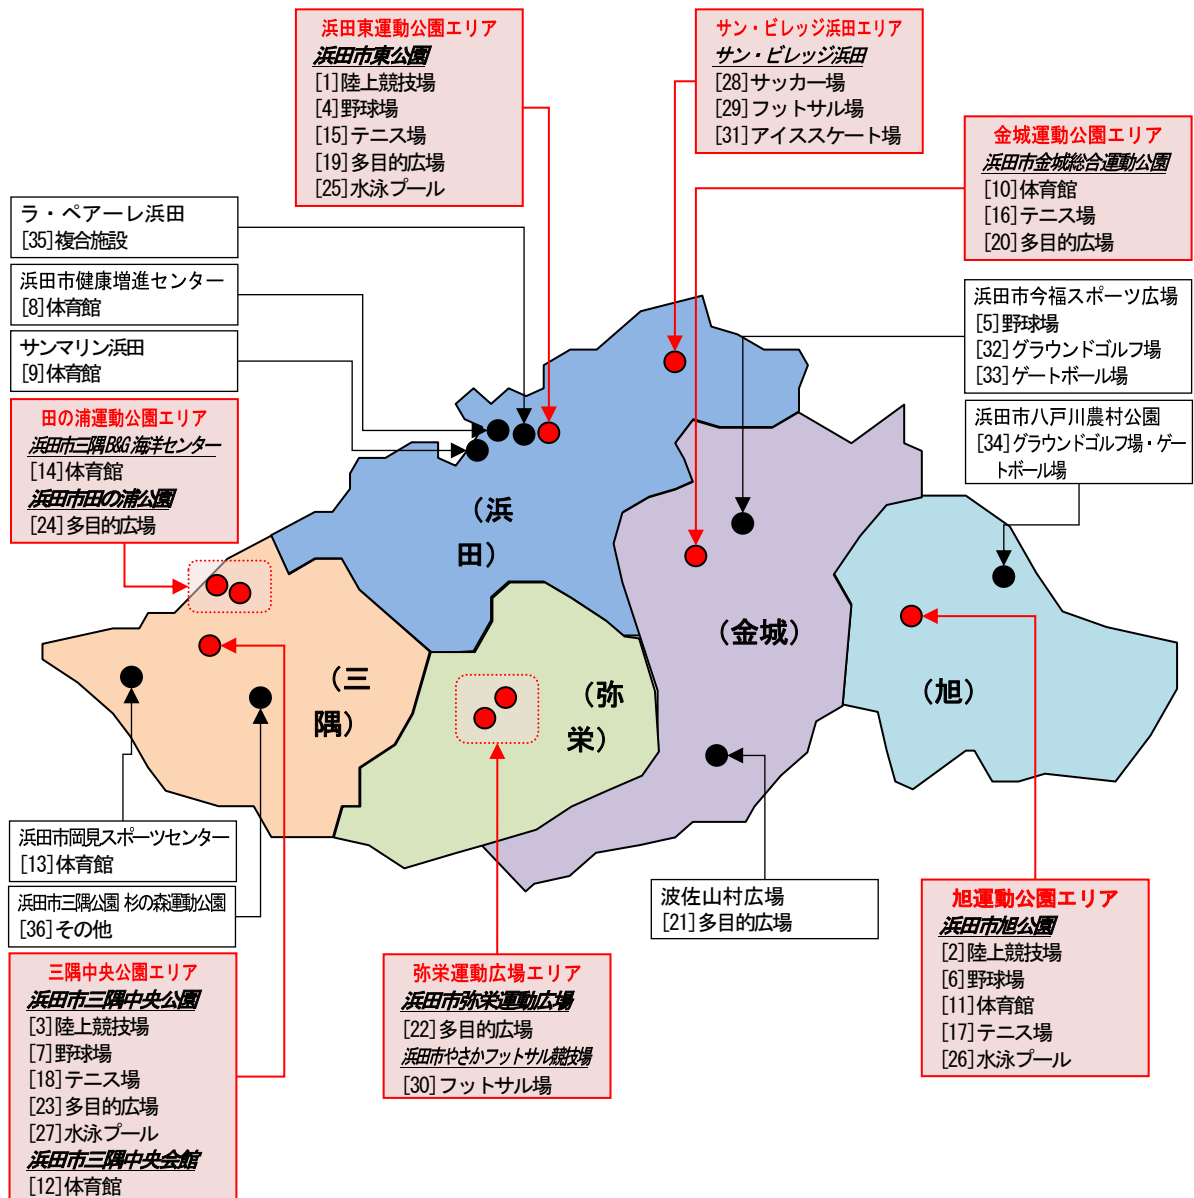 浜田東運動公園エリア
浜田市東公園
[1]陸上競技場
[4]野球場
[15]テニス場
[19]多目的広場
[25]水泳プール
サン・ビレッジ浜田エリア
サン・ビレッジ浜田
[28]サッカー場
[29]フットサル場
[31]アイススケート場
金城運動公園エリア
浜田市金城総合運動公園
[10]体育館
[16]テニス場
[20]多目的広場
ラ・ペアーレ浜田
[35]複合施設
浜田市健康増進センター
[8]体育館
サンマリン浜田
[9]体育館
田の浦運動公園エリア
浜田市三隅B&G海洋センター
[14]体育館
浜田市田の浦公園
[24]多目的広場
浜田市今福スポーツ広場
[5]野球場
[32]グラウンドゴルフ場
[33]ゲートボール場
浜田市八戸川農村公園
[34]グラウンドゴルフ場・ゲー
トボール場
（浜
田）
（金城）
（旭）
（三
隅）
（弥
栄）
浜田市岡見スポーツセンター
[13]体育館
浜田市三隅公園 杉の森運動公園
[36]その他
三隅中央公園エリア
浜田市三隅中央公園
[3]陸上競技場
[7]野球場
[18]テニス場
[23]多目的広場
[27]水泳プール
浜田市三隅中央会館
[12]体育館
弥栄運動広場エリア
浜田市弥栄運動広場
[22]多目的広場
浜田市やさかフットサル競技場
[30]フットサル場
波佐山村広場
[21]多目的広場
旭運動公園エリア
浜田市旭公園
[2]陸上競技場
[6]野球場
[11]体育館
[17]テニス場
[26]水泳プール